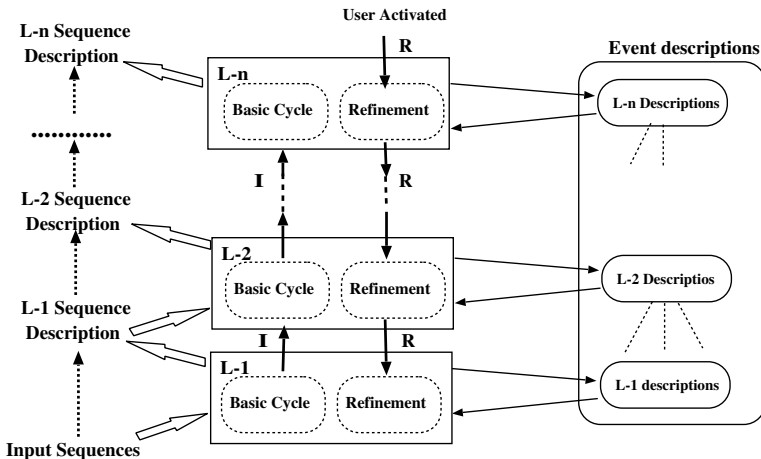 User Activated
L-n Sequence
Description
R
Event descriptions
L-n
Basic Cycle
Refinement
L-n Descriptions
I
R
L-2 Sequence
Description
L-2
Basic Cycle
Refinement
L-2 Descriptios
L-1 Sequence
Description
I
R
L-1
Basic Cycle
Refinement
L-1 descriptions
Input Sequences